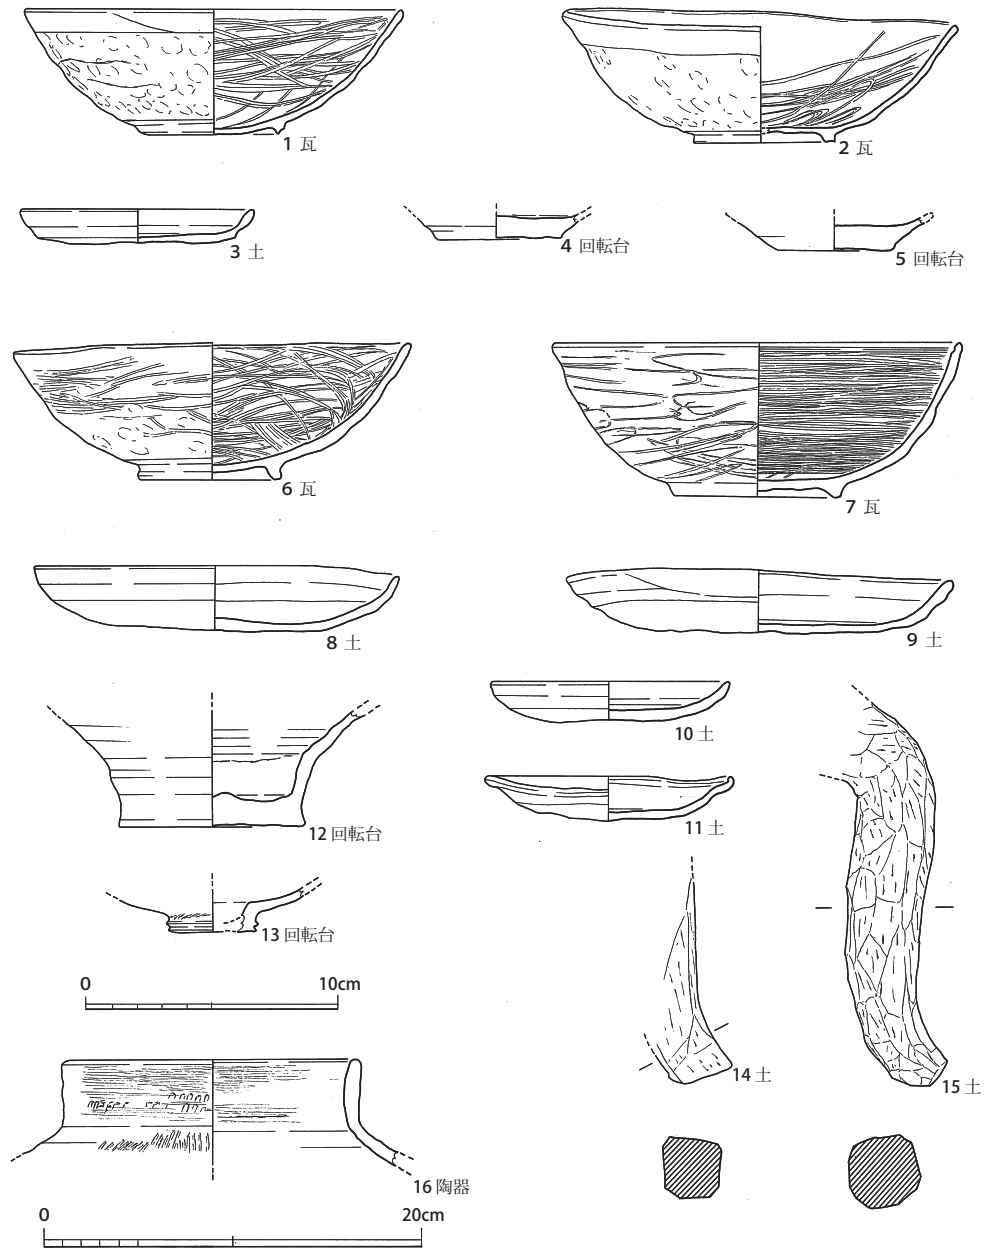 1 瓦
2 瓦
3 土
4 回転台
5 回転台
6 瓦
7 瓦
8 土
9 土
10 土
11 土
12 回転台
13 回転台
0 10cm
14 土
15 土
16 陶器
0 20cm